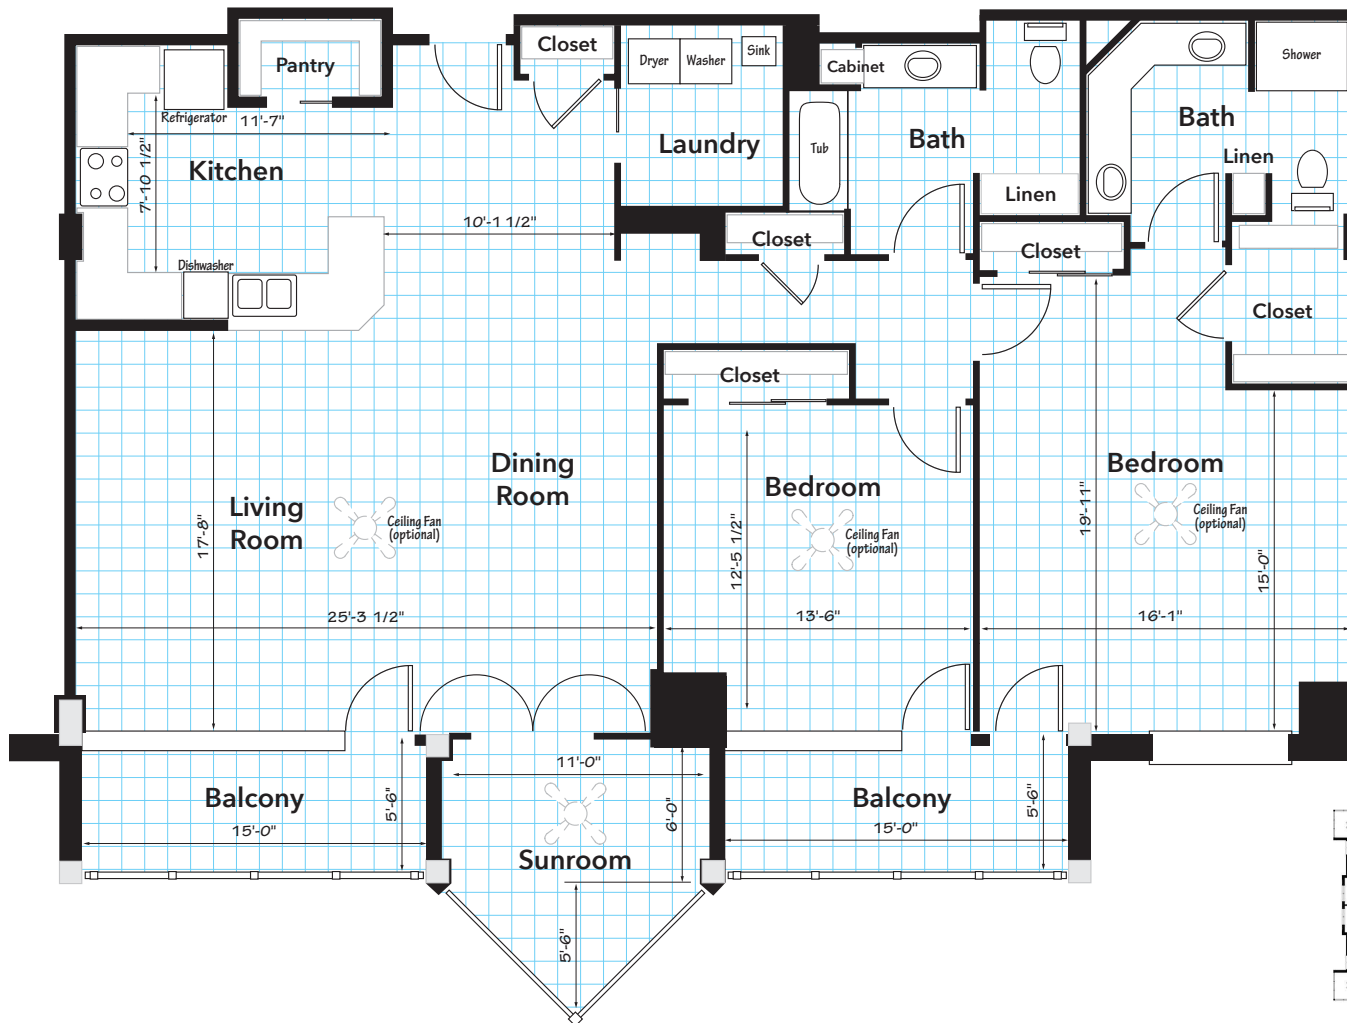 Closet
Dryer
Washer
Sink
Pantry
Cabinet
Shower
Refrigerator
11'-7"
Kitchen
7'-10 1/2"
Laundry
Tub
Bath
Bath
Linen
Linen
10'-1 1/2"
Closet
Closet
Dishwasher
Closet
Closet
Dining
Room
Bedroom
Bedroom
Living
Room
Ceiling Fan
(optional)
Ceiling Fan
(optional)
Ceiling Fan
(optional)
17'-8"
12'-5 1/2"
19'-11"
15'-0"
25'-3 1/2"
13'-6"
16'-1"
11'-0"
Balcony
5'-6"
15'-0"
6'-0"
Balcony
5'-6"
15'-0"
Sunroom
5'-6"